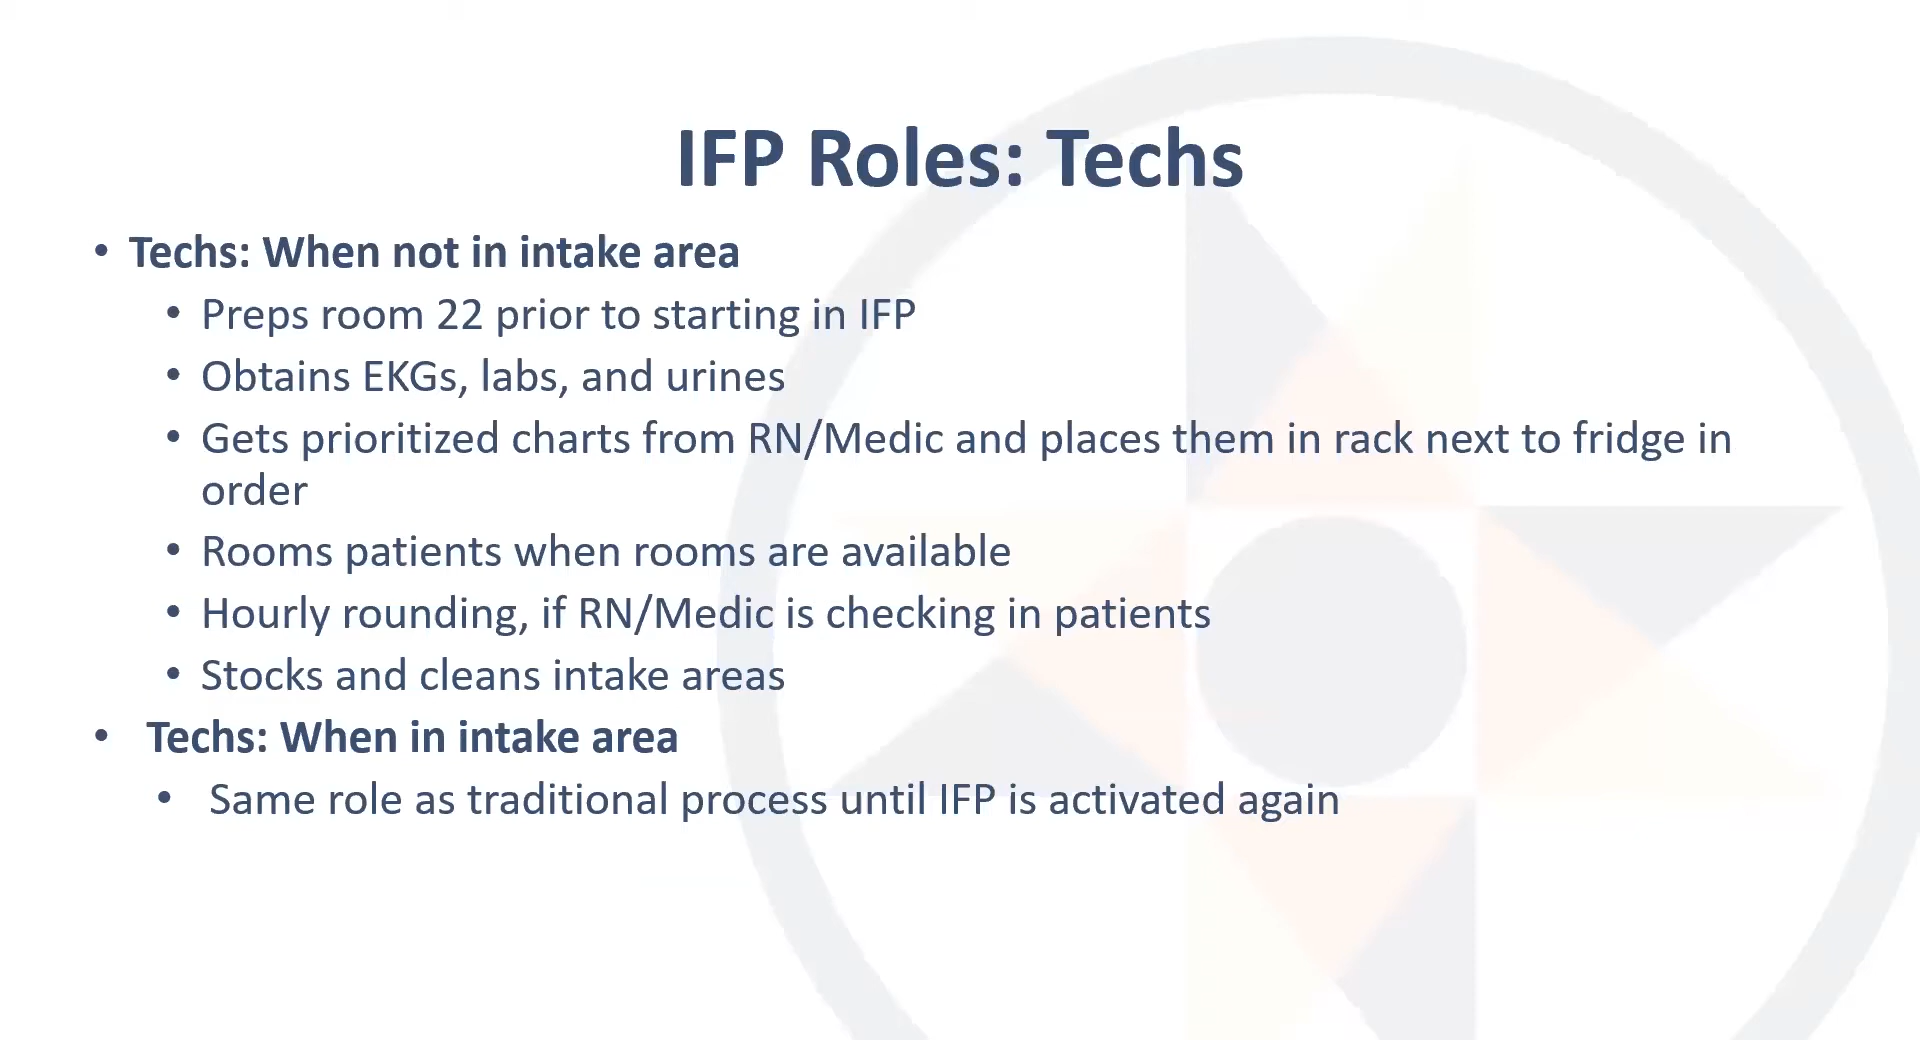 IFP Roles: Techs
• Techs: When not in intake area
• Preps room 22 prior to starting in IFP
• Obtains EKGs, labs, and urines
• Gets prioritized charts from RN/Medic and places them in rack next to fridge in
order
• Rooms patients when rooms are available
• Hourly rounding, if RN/Medic is checking in patients
• Stocks and cleans intake areas
• Techs: When in intake area
• Same role as traditional process until IFP is activated again